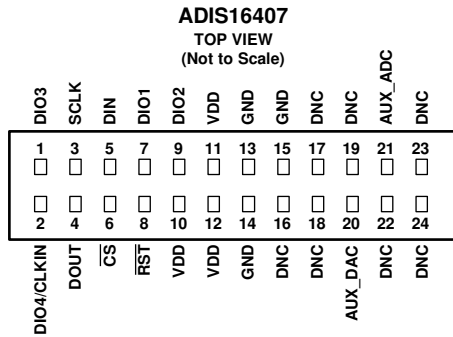 ADIS16407
TOP VIEW
(Not to Scale)
DIO3 SCLK DIN DIO1 DIO2 VDD GND GND DNC DNC AUX_ADC DNC
1 3 5 7 9 11 13 15 17 19 21 23
2 4 6 8 10 12 14 16 18 20 22 24
DIO4/CLKIN DOUT CS RST VDD VDD GND DNC DNC AUX_DAC DNC DNC